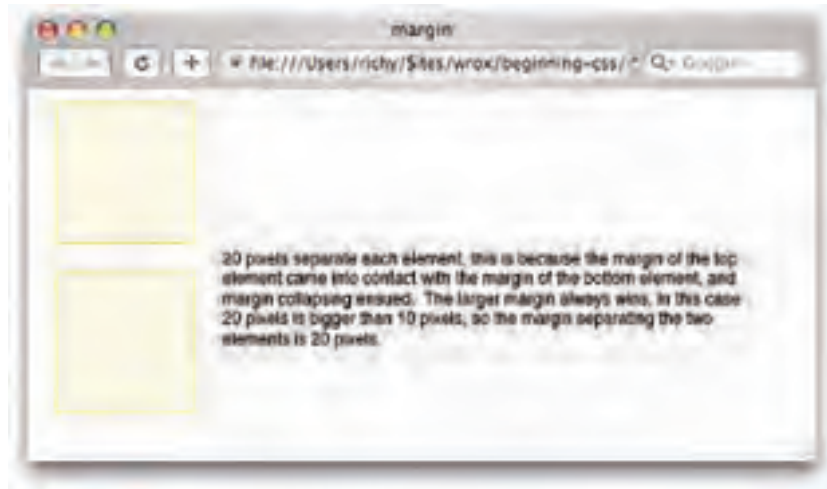 margin
file:///Users/richy/Sites/wrox/beginning-css/
Google
20 pixels separate each element, this is because the margin of the top
element came into contact with the margin of the bottom element, and
margin collapsing ensued. The larger margin always wins, in this case
20 pixels is bigger than 10 pixels, so the margin separating the two
elements is 20 pixels.